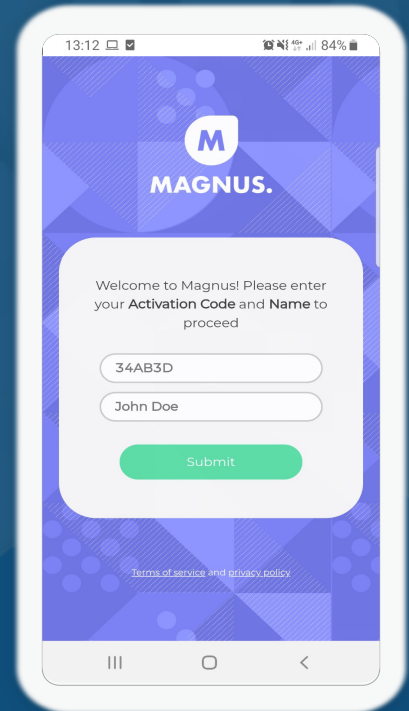 13:12 4G+ 84%
M
MAGNUS.
Welcome to Magnus! Please enter
your Activation Code and Name to
proceed
34AB3D
John Doe
Submit
Terms of service and privacy policy